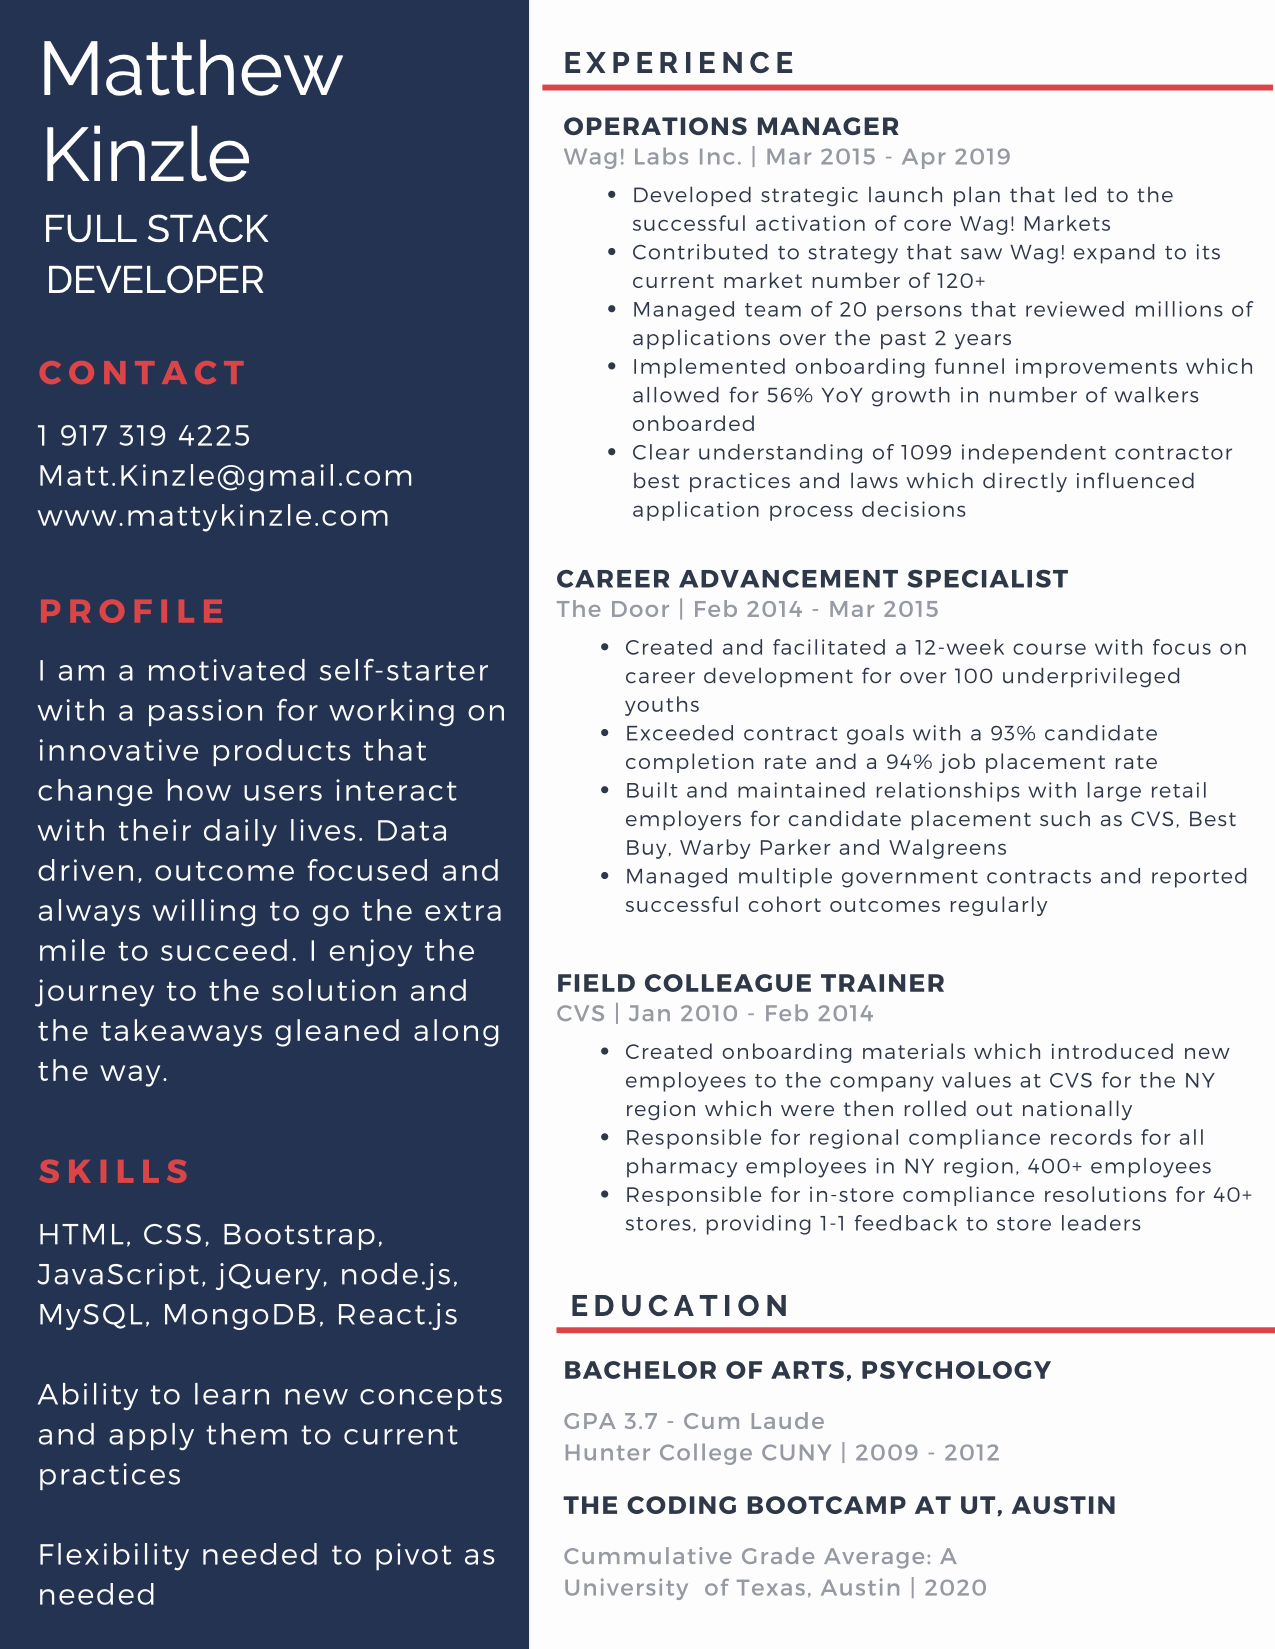 Matthew
Kinzle
FULL STACK
DEVELOPER
CONTACT
1 917 319 4225
Matt.Kinzle@gmail.com
www.mattykinzle.com
PROFILE
I am a motivated self-starter
with a passion for working on
innovative products that
change how users interact
with their daily lives. Data
driven, outcome focused and
always willing to go the extra
mile to succeed. I enjoy the
journey to the solution and
the takeaways gleaned along
the way.
SKILLS
HTML, CSS, Bootstrap,
JavaScript, jQuery, node.js,
MySQL, MongoDB, React.js
Ability to learn new concepts
and apply them to current
practices
Flexibility needed to pivot as
needed
EXPERIENCE
OPERATIONS MANAGER
Wag! Labs Inc. | Mar 2015 - Apr 2019
• Developed strategic launch plan that led to the
successful activation of core Wag! Markets
• Contributed to strategy that saw Wag! expand to its
current market number of 120+
• Managed team of 20 persons that reviewed millions of
applications over the past 2 years
• Implemented onboarding funnel improvements which
allowed for 56% YoY growth in number of walkers
onboarded
• Clear understanding of 1099 independent contractor
best practices and laws which directly influenced
application process decisions
CAREER ADVANCEMENT SPECIALIST
The Door | Feb 2014 - Mar 2015
• Created and facilitated a 12-week course with focus on
career development for over 100 underprivileged
youths
• Exceeded contract goals with a 93% candidate
completion rate and a 94% job placement rate
• Built and maintained relationships with large retail
employers for candidate placement such as CVS, Best
Buy, Warby Parker and Walgreens
• Managed multiple government contracts and reported
successful cohort outcomes regularly
FIELD COLLEAGUE TRAINER
CVS | Jan 2010 - Feb 2014
• Created onboarding materials which introduced new
employees to the company values at CVS for the NY
region which were then rolled out nationally
• Responsible for regional compliance records for all
pharmacy employees in NY region, 400+ employees
• Responsible for in-store compliance resolutions for 40+
stores, providing 1-1 feedback to store leaders
EDUCATION
BACHELOR OF ARTS, PSYCHOLOGY
GPA 3.7 - Cum Laude
Hunter College CUNY | 2009 - 2012
THE CODING BOOTCAMP AT UT, AUSTIN
Cummulative Grade Average: A
University  of Texas, Austin | 2020